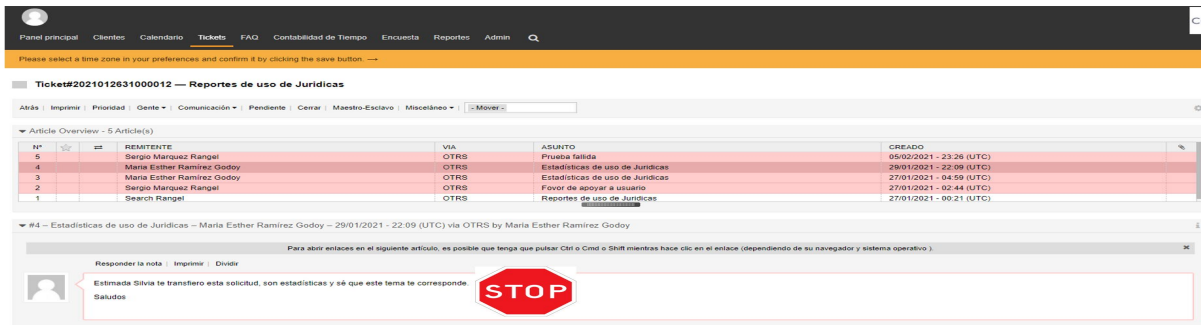 Panel principal Clientes Calendario Tickets FAQ Contabilidad de Tiempo Encuesta Reportes Admin
Please select a time zone in your preferences and confirm it by clicking the save button. →
Ticket#2021012631000012 — Reportes de uso de Juridicas
Atrás | Imprimir | Prioridad | Gente | Comunicación | Pendiente | Cerrar | Maestro-Esclavo | Misceláneo | - Mover -
Article Overview - 5 Article(s)
N° REMITENTE VIA ASUNTO CREADO
5 Sergio Marquez Rangel OTRS Prueba fallida 05/02/2021 - 23:26 (UTC)
4 Maria Esther Ramírez Godoy OTRS Estadísticas de uso de Juridicas 29/01/2021 - 22:09 (UTC)
3 Maria Esther Ramírez Godoy OTRS Estadísticas de uso de Juridicas 27/01/2021 - 04:59 (UTC)
2 Sergio Marquez Rangel OTRS Fovor de apoyar a usuario 27/01/2021 - 02:44 (UTC)
1 Search Rangel OTRS Reportes de uso de Juridicas 27/01/2021 - 00:21 (UTC)
#4 – Estadísticas de uso de Juridicas – Maria Esther Ramírez Godoy – 29/01/2021 - 22:09 (UTC) via OTRS by Maria Esther Ramírez Godoy
Para abrir enlaces en el siguiente artículo, es posible que tenga que pulsar Ctrl o Cmd o Shift mientras hace clic en el enlace (dependiendo de su navegador y sistema operativo ).
Responder la nota | Imprimir | Dividir
Estimada Silvia te transfiero esta solicitud, son estadísticas y sé que este tema te corresponde.
Saludos
STOP